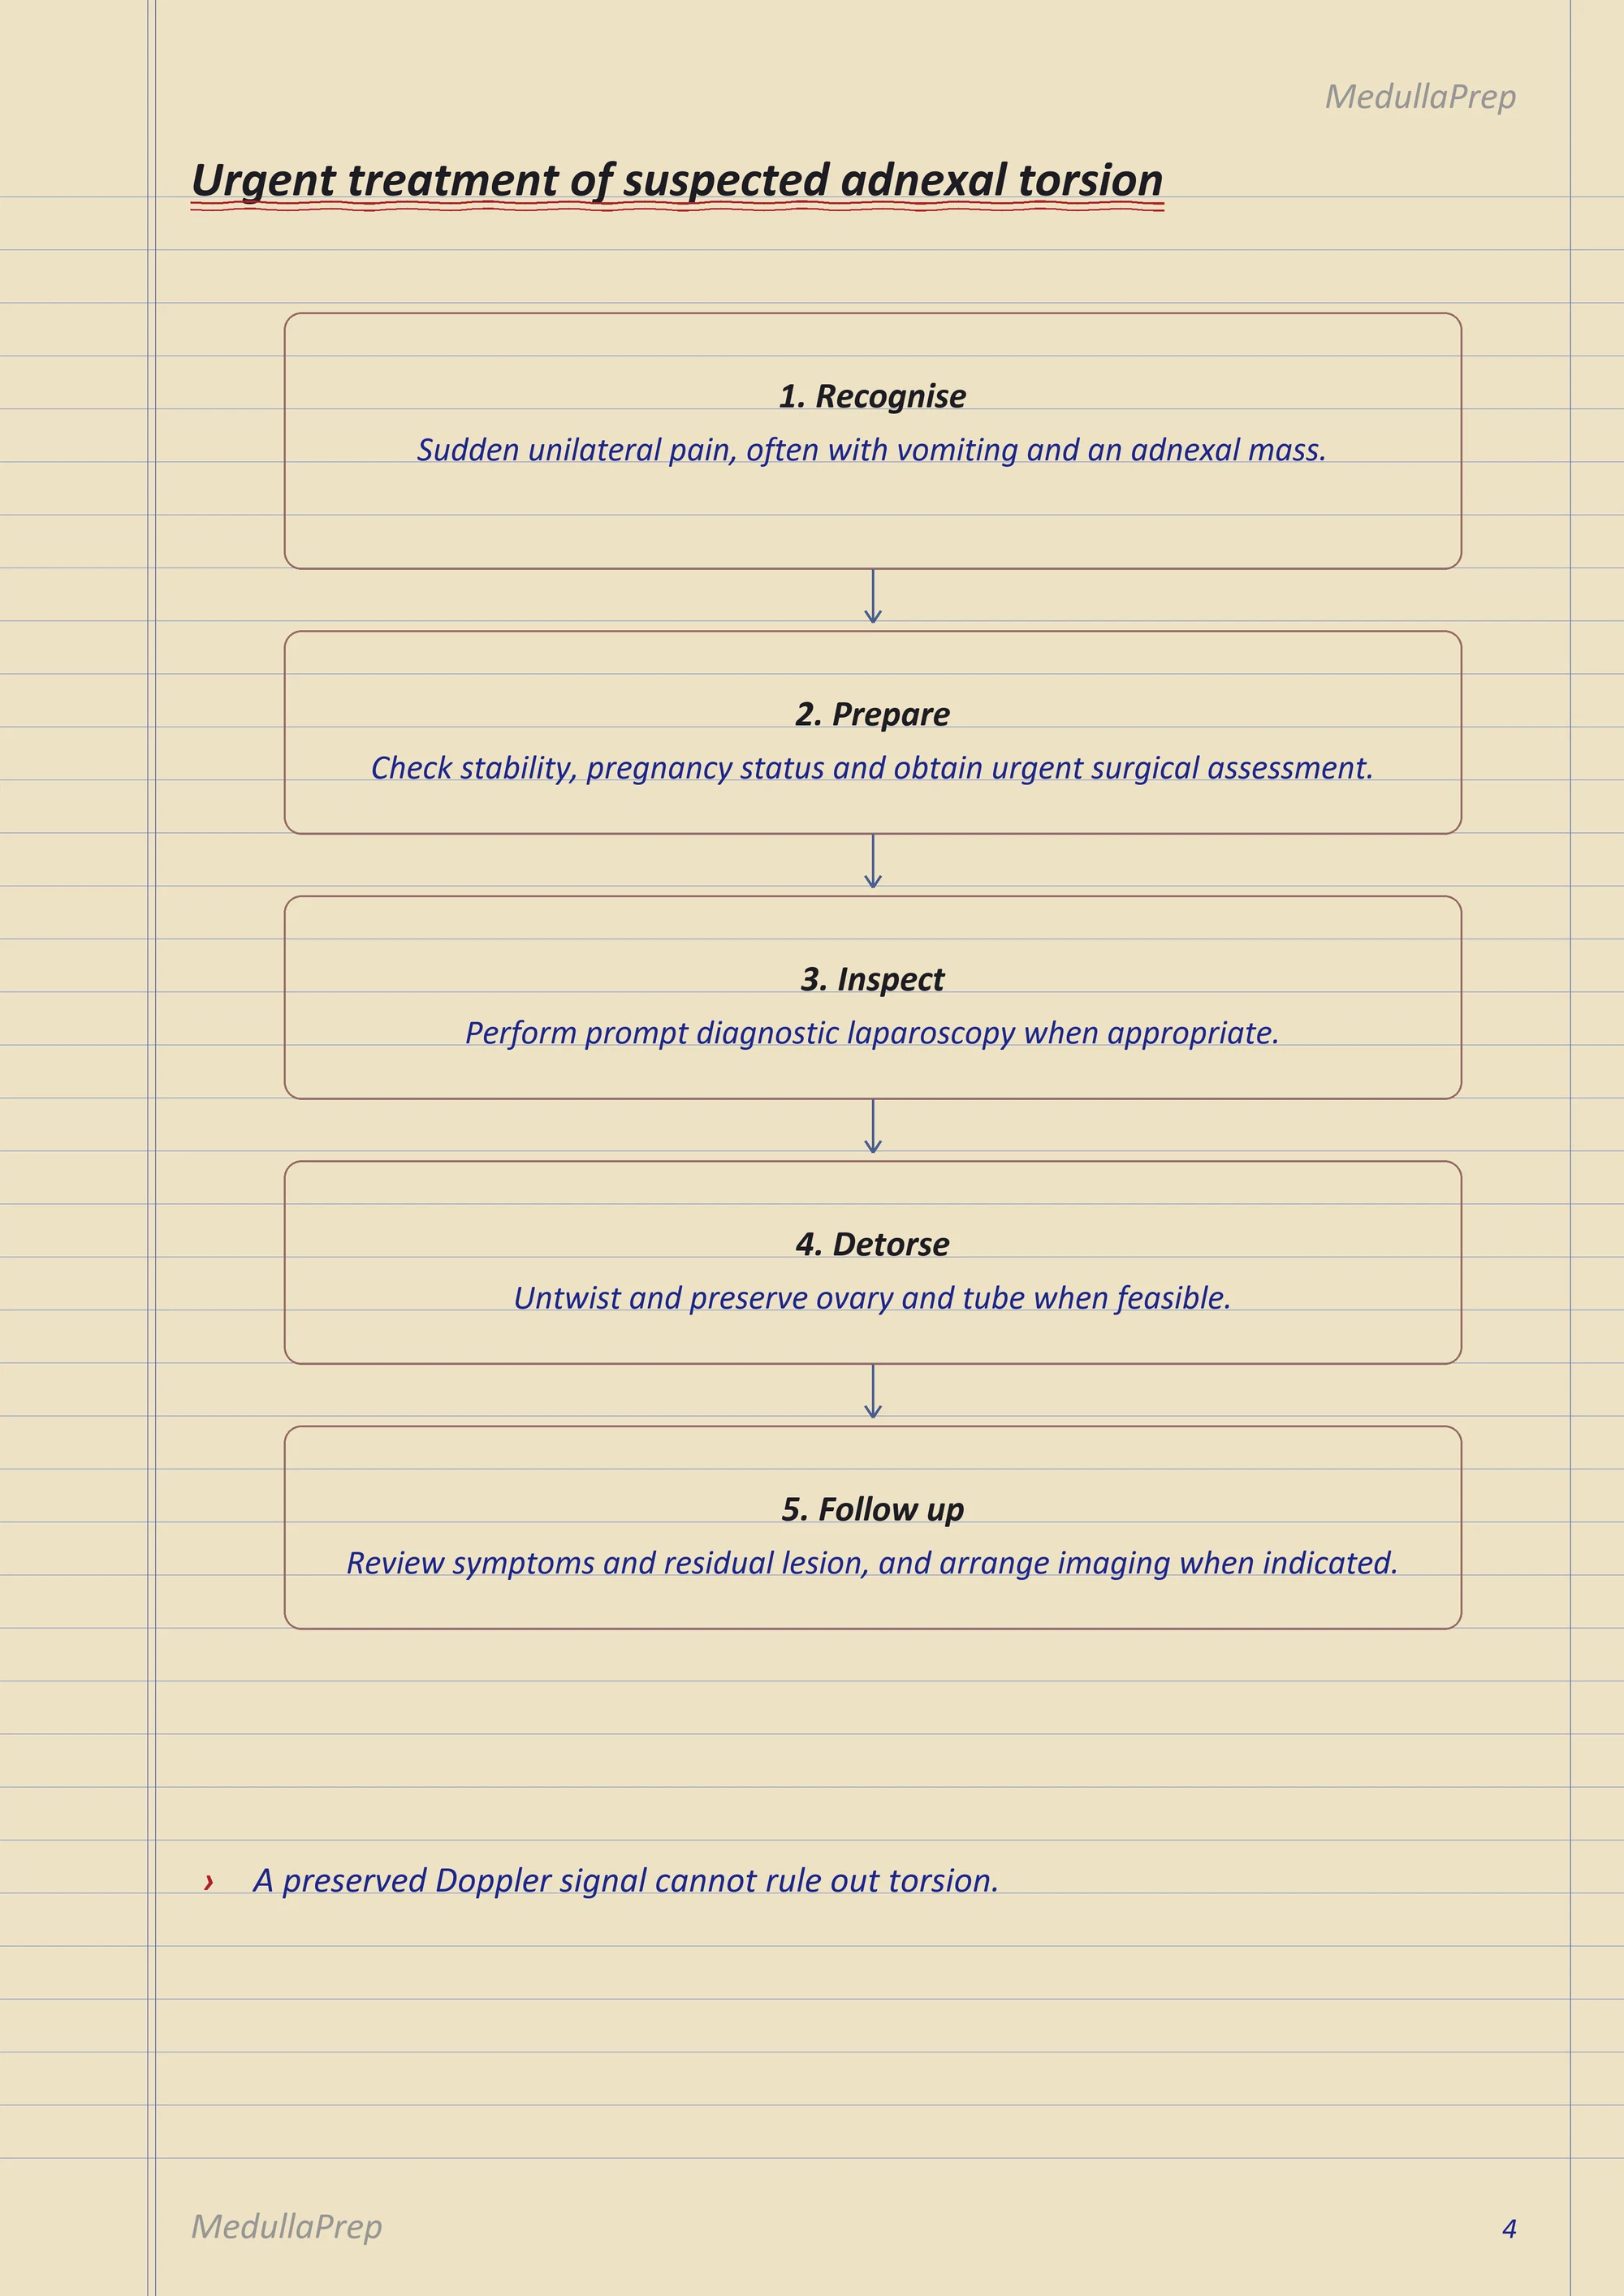 MedullaPrep
Urgent treatment of suspected adnexal torsion
1. Recognise
Sudden unilateral pain, often with vomiting and an adnexal mass.
2. Prepare
Check stability, pregnancy status and obtain urgent surgical assessment.
3. Inspect
Perform prompt diagnostic laparoscopy when appropriate.
4. Detorse
Untwist and preserve ovary and tube when feasible.
5. Follow up
Review symptoms and residual lesion, and arrange imaging when indicated.
› A preserved Doppler signal cannot rule out torsion.
MedullaPrep
4